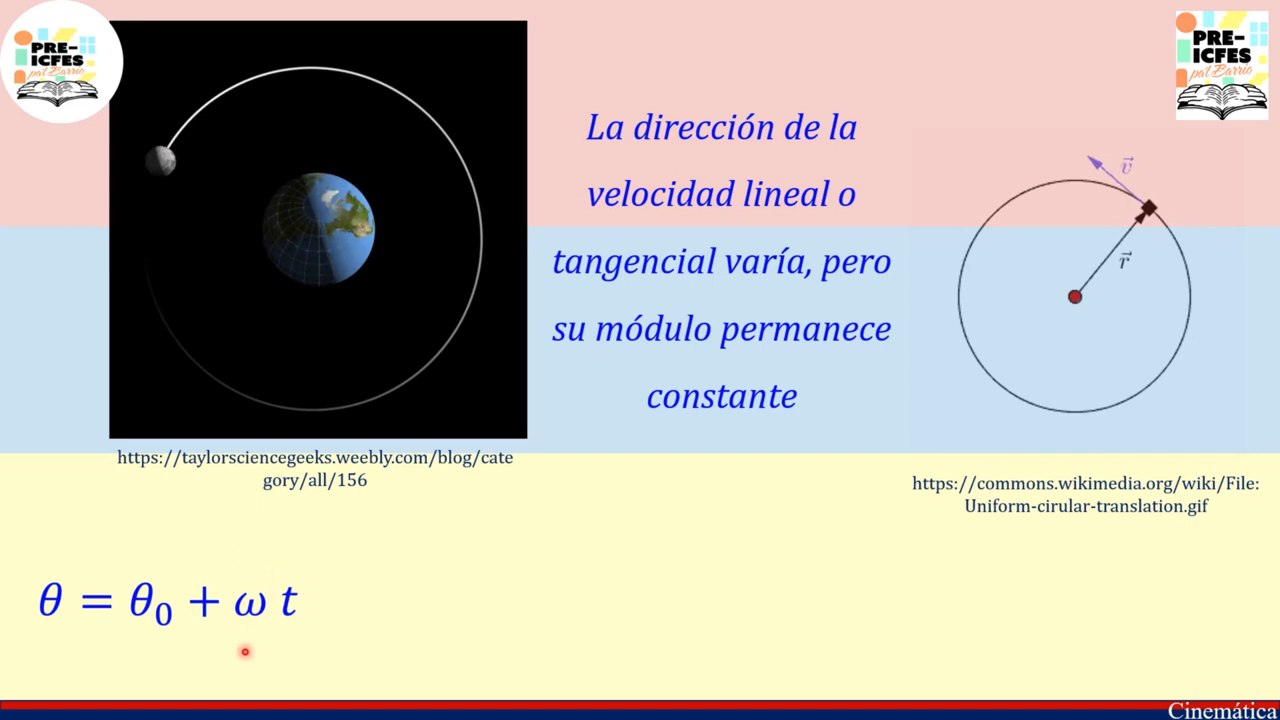 PRE-
ICFES
pal Barrio
PRE-
ICFES
pal Barrio
La dirección de la
velocidad lineal o
tangencial varía, pero
su módulo permanece
constante
v⃗
r⃗
https://taylorsciencegeeks.weebly.com/blog/cate
gory/all/156
https://commons.wikimedia.org/wiki/File:
Uniform-cirular-translation.gif
θ = θ₀ + ω t
Cinemática